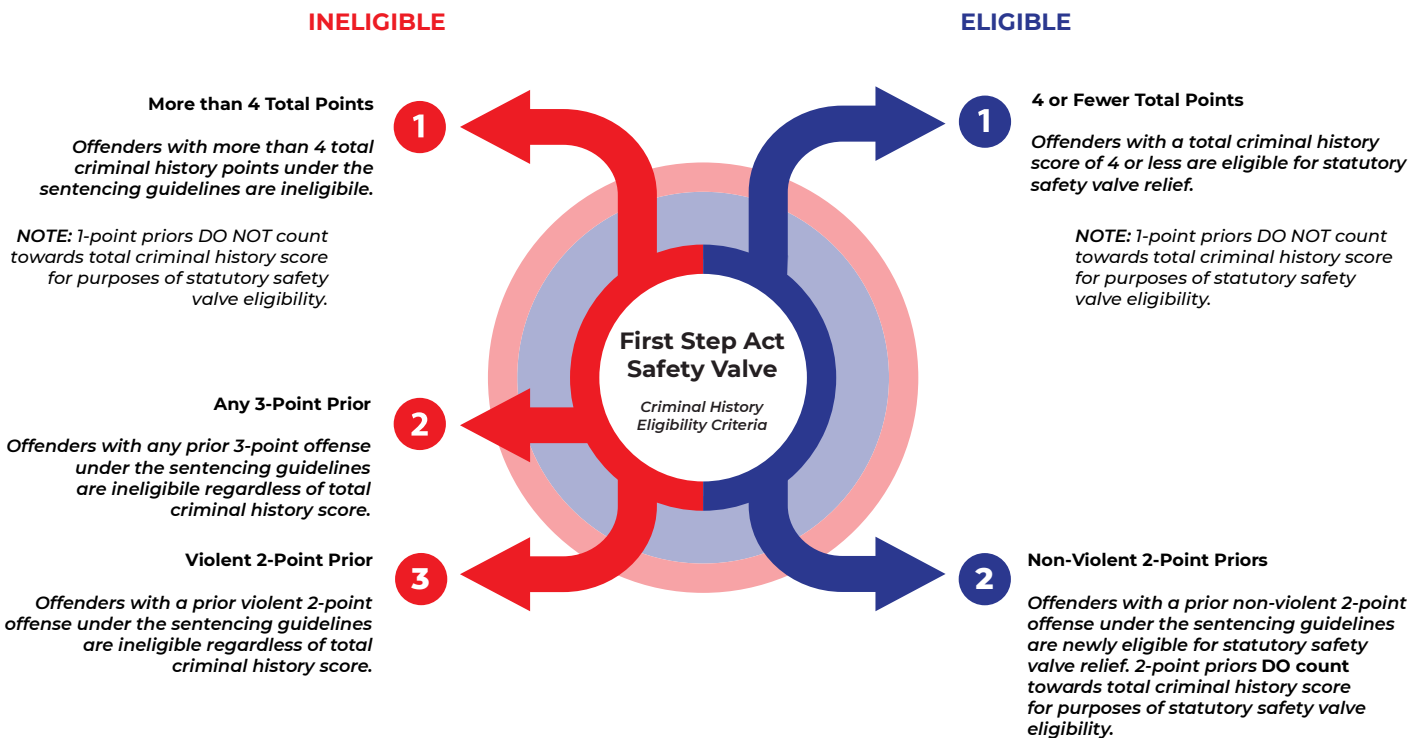 INELIGIBLE
More than 4 Total Points
1
Offenders with more than 4 total
criminal history points under the
sentencing guidelines are ineligibile.
NOTE: 1-point priors DO NOT count
towards total criminal history score
for purposes of statutory safety
valve eligibility.
Any 3-Point Prior
2
Offenders with any prior 3-point offense
under the sentencing guidelines
are ineligibile regardless of total
criminal history score.
Violent 2-Point Prior
3
Offenders with a prior violent 2-point
offense under the sentencing guidelines
are ineligible regardless of total
criminal history score.
First Step Act
Safety Valve
Criminal History
Eligibility Criteria
ELIGIBLE
1
4 or Fewer Total Points
Offenders with a total criminal history
score of 4 or less are eligible for statutory
safety valve relief.
NOTE: 1-point priors DO NOT count
towards total criminal history score
for purposes of statutory safety
valve eligibility.
2
Non-Violent 2-Point Priors
Offenders with a prior non-violent 2-point
offense under the sentencing guidelines
are newly eligible for statutory safety
valve relief. 2-point priors DO count
towards total criminal history score
for purposes of statutory safety valve
eligibility.